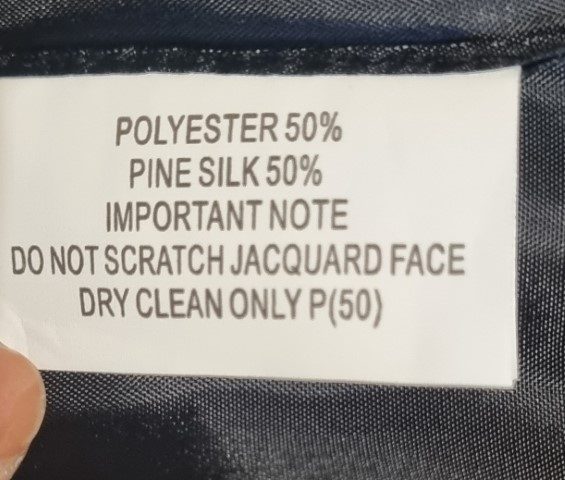 POLYESTER 50%
PINE SILK 50%
IMPORTANT NOTE
DO NOT SCRATCH JACQUARD FACE
DRY CLEAN ONLY P(50)